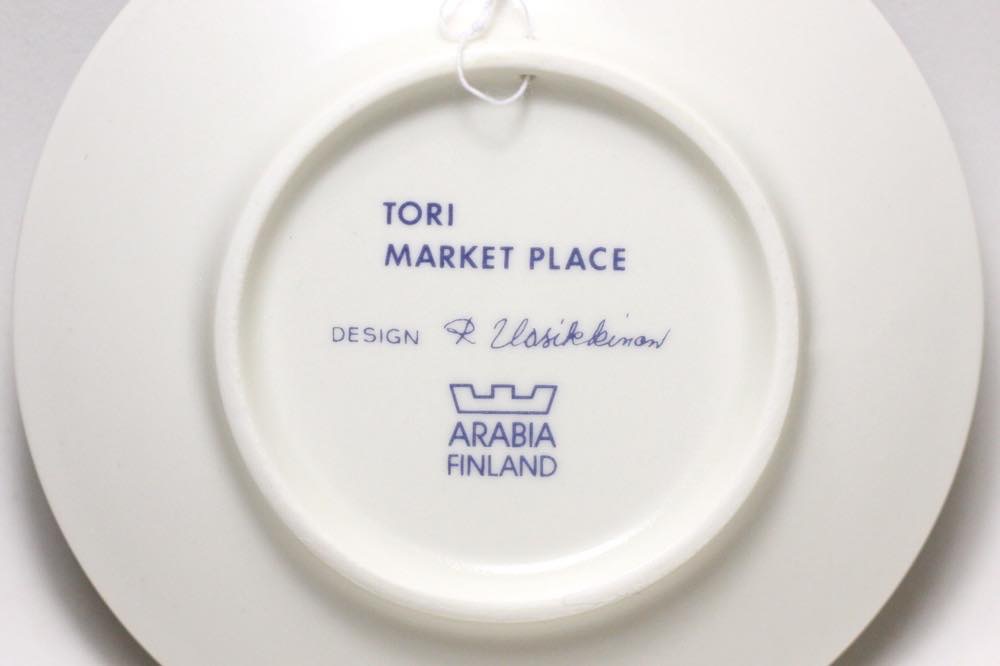 TORI
MARKET PLACE
DESIGN R Uosikkinen
ARABIA
FINLAND